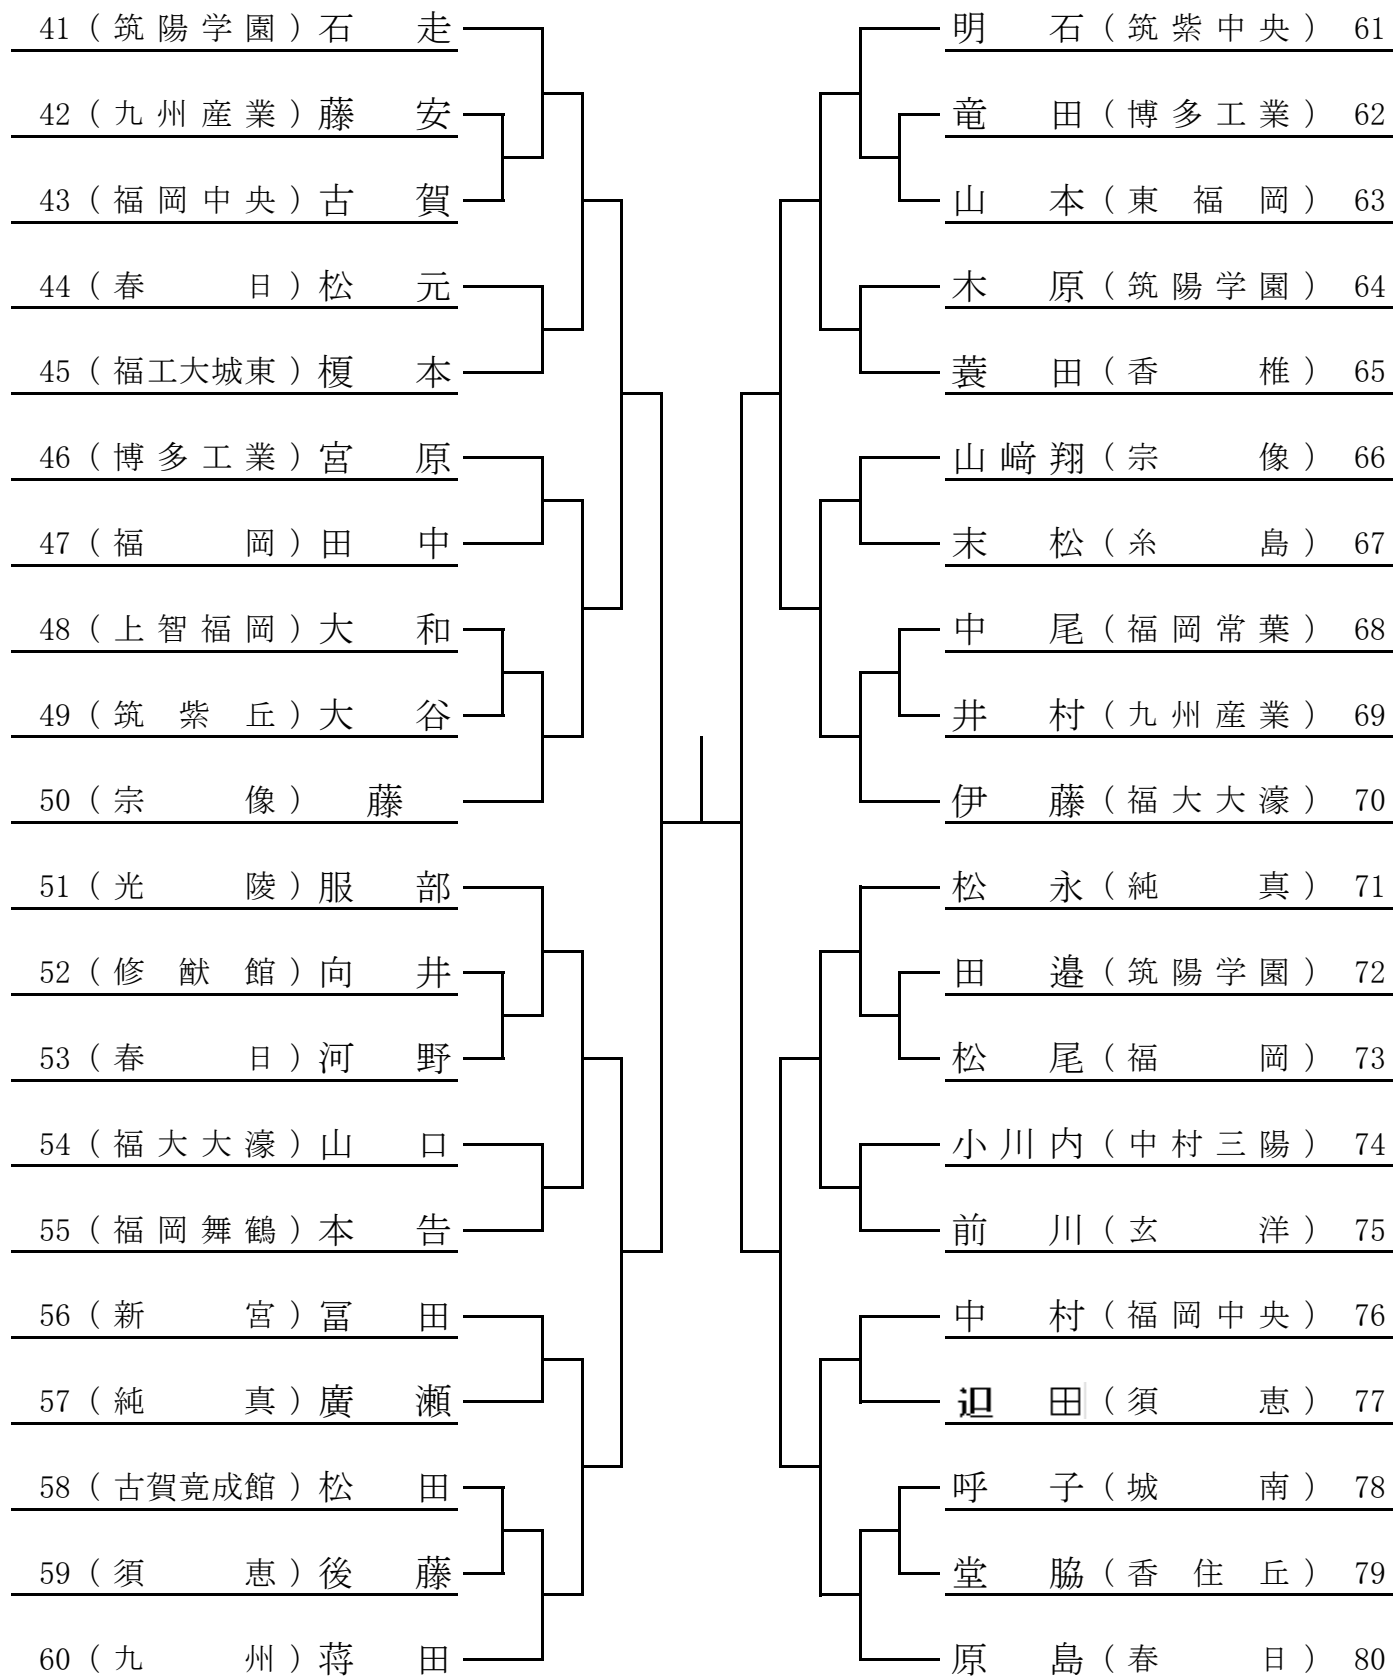 41 (筑陽学園) 石走
42 (九州産業) 藤安
43 (福岡中央) 古賀
44 (春日) 松元
45 (福工大城東) 榎本
46 (博多工業) 宮原
47 (福岡) 田中
48 (上智福岡) 大和
49 (筑紫丘) 大谷
50 (宗像) 藤
51 (光陵) 服部
52 (修猷館) 向井
53 (春日) 河野
54 (福大大濠) 山口
55 (福岡舞鶴) 本告
56 (新宮) 冨田
57 (純真) 廣瀬
58 (古賀竟成館) 松田
59 (須恵) 後藤
60 (九州) 蒋田
明石 (筑紫中央) 61
竜田 (博多工業) 62
山本 (東福岡) 63
木原 (筑陽学園) 64
蓑田 (香椎) 65
山﨑翔 (宗像) 66
末松 (糸島) 67
中尾 (福岡常葉) 68
井村 (九州産業) 69
伊藤 (福大大濠) 70
松永 (純真) 71
田邉 (筑陽学園) 72
松尾 (福岡) 73
小川内 (中村三陽) 74
前川 (玄洋) 75
中村 (福岡中央) 76
田 (須恵) 77
呼子 (城南) 78
堂脇 (香住丘) 79
原島 (春日) 80